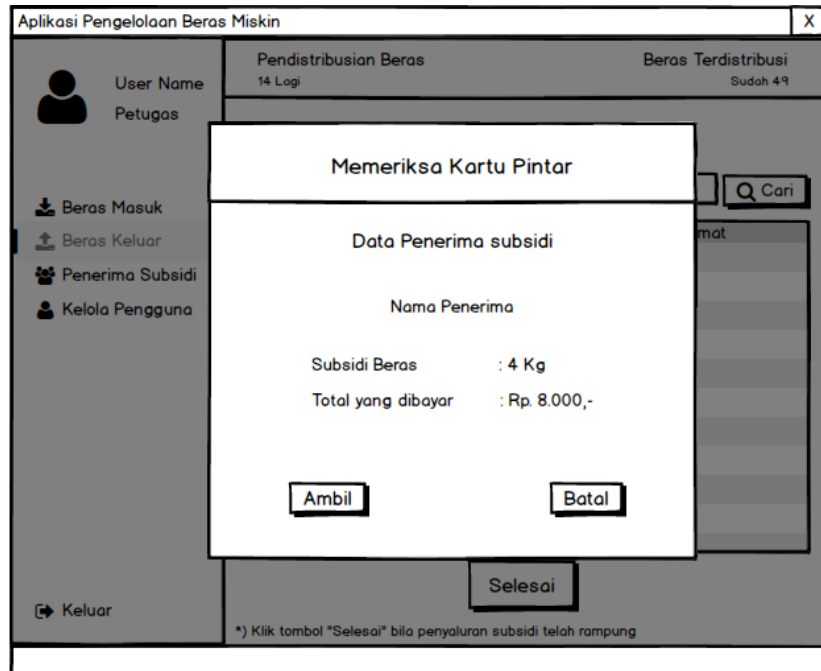 Aplikasi Pengelolaan Beras Miskin X
User Name
Petugas
Beras Masuk
Beras Keluar
Penerima Subsidi
Kelola Pengguna
Keluar
Pendistribusian Beras
14 Lagi
Beras Terdistribusi
Sudah 49
Cari
mat
Memeriksa Kartu Pintar
Data Penerima subsidi
Nama Penerima
Subsidi Beras : 4 Kg
Total yang dibayar : Rp. 8.000,-
Ambil Batal
Selesai
*) Klik tombol "Selesai" bila penyaluran subsidi telah rampung